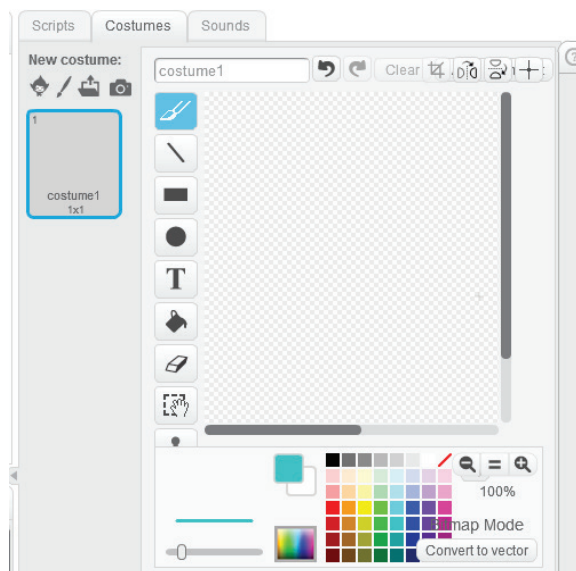 Scripts Costumes Sounds
New costume:
costume1 Clear
1
costume1
1x1
T
100%
Bitmap Mode
Convert to vector